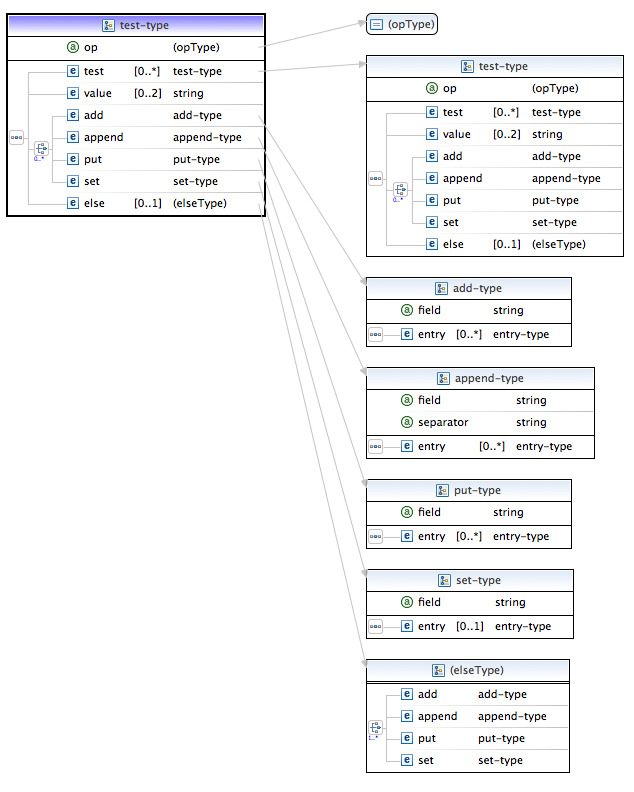 test-type
a op (opType)
e test [0..*] test-type
e value [0..2] string
0..*
e add add-type
e append append-type
e put put-type
e set set-type
e else [0..1] (elseType)
(opType)
test-type
a op (opType)
e test [0..*] test-type
e value [0..2] string
0..*
e add add-type
e append append-type
e put put-type
e set set-type
e else [0..1] (elseType)
add-type
a field string
e entry [0..*] entry-type
append-type
a field string
a separator string
e entry [0..*] entry-type
put-type
a field string
e entry [0..*] entry-type
set-type
a field string
e entry [0..1] entry-type
(elseType)
1..*
e add add-type
e append append-type
e put put-type
e set set-type